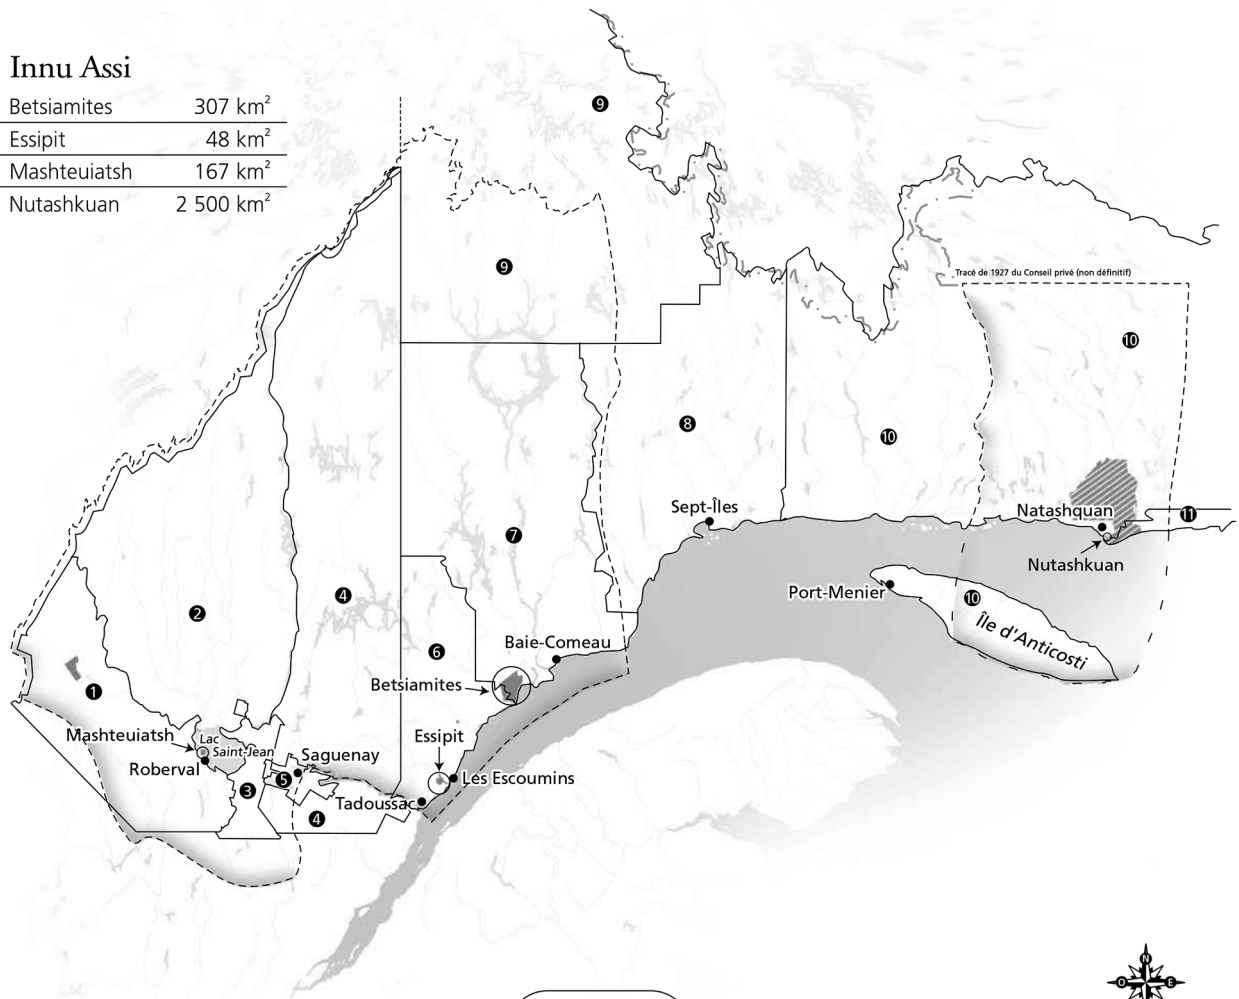 Innu Assi
Betsiamites 307 km²
Essipit 48 km²
Mashteuiatsh 167 km²
Nutashkuan 2 500 km²
9
9
Tracé de 1927 du Conseil privé (non définitif)
10
8
10
Sept-Îles
Natashquan
11
7
Nutashkuan
Port-Menier
4
10
2
Île d'Anticosti
6
Baie-Comeau
Betsiamites
1
Mashteuiatsh
Lac
Saint-Jean
Essipit
Saguenay
Roberval
5
Les Escoumins
3
Tadoussac
4
N
O E